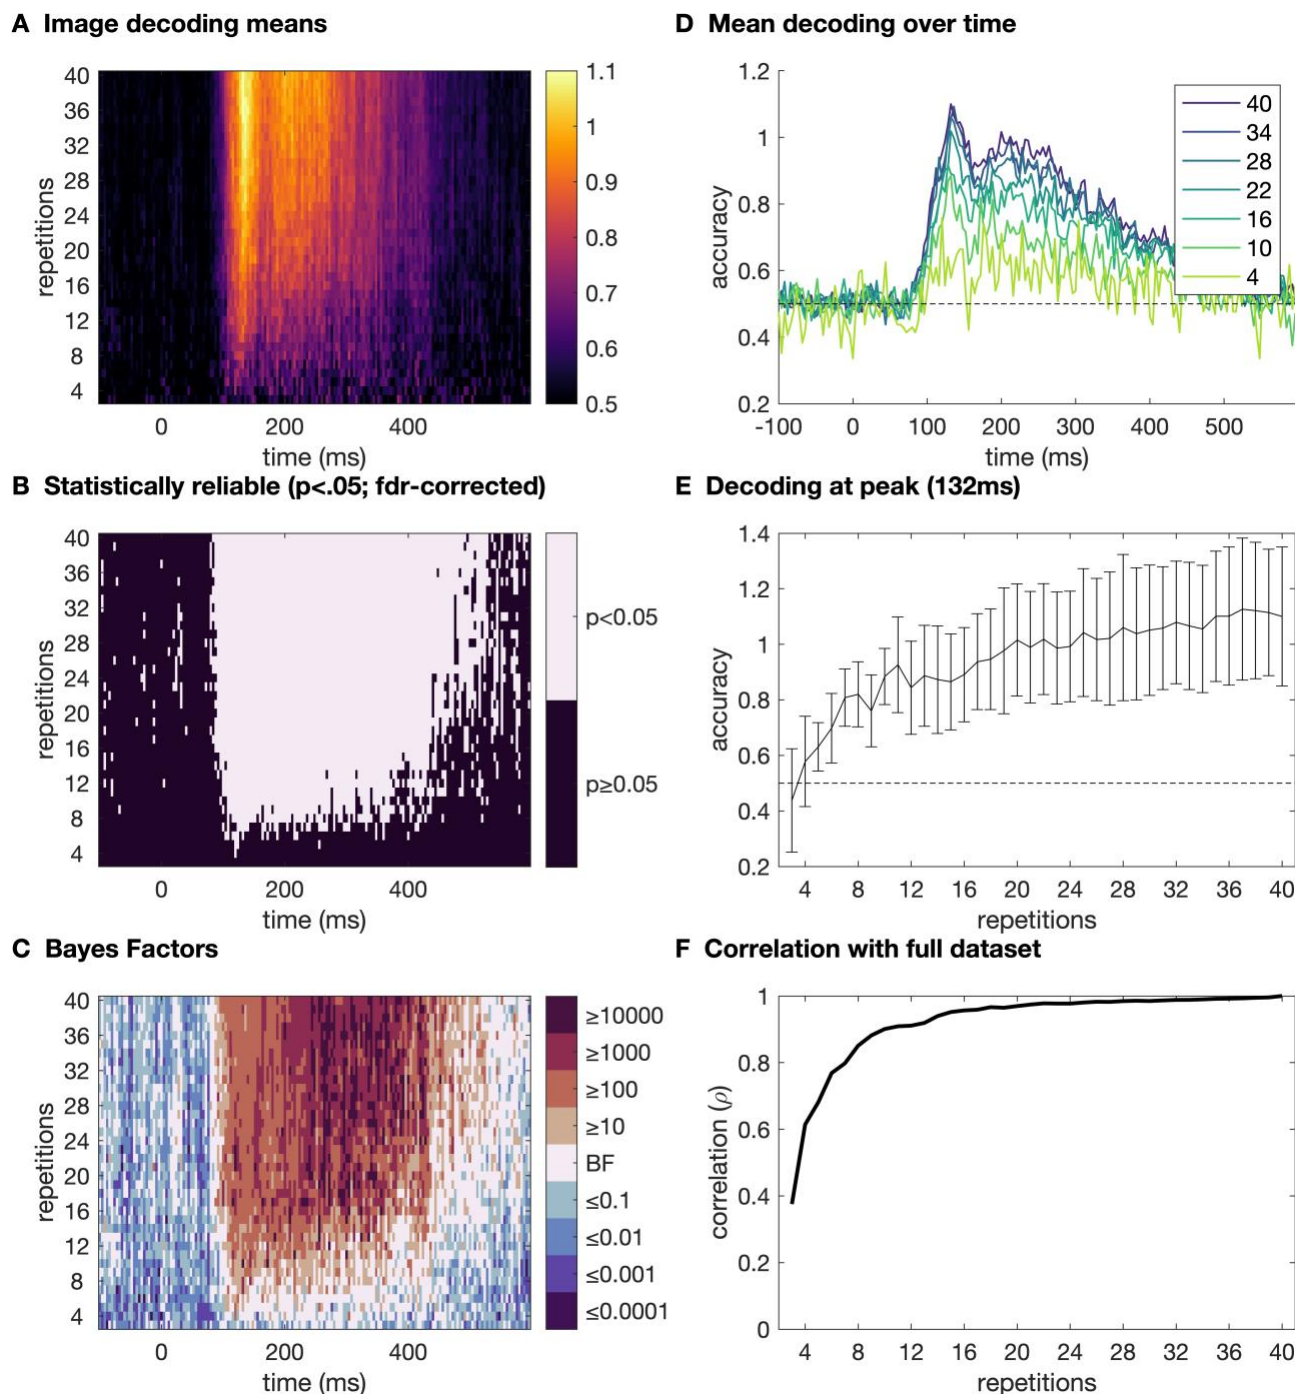 A Image decoding means
40
36
32
28
24
20
16
12
8
4
repetitions
0 200 400
time (ms)
1.1
1
0.9
0.8
0.7
0.6
0.5
B Statistically reliable (p<.05; fdr-corrected)
40
36
32
28
24
20
16
12
8
4
repetitions
0 200 400
time (ms)
p<0.05
p≥0.05
C Bayes Factors
40
36
32
28
24
20
16
12
8
4
repetitions
0 200 400
time (ms)
≥10000
≥1000
≥100
≥10
BF
≤0.1
≤0.01
≤0.001
≤0.0001
D Mean decoding over time
1.2
1
0.8
0.6
0.4
0.2
accuracy
-100 0 100 200 300 400 500
time (ms)
40
34
28
22
16
10
4
E Decoding at peak (132ms)
1.4
1.2
1
0.8
0.6
0.4
0.2
accuracy
4 8 12 16 20 24 28 32 36 40
repetitions
F Correlation with full dataset
1
0.8
0.6
0.4
0.2
0
correlation (ρ)
4 8 12 16 20 24 28 32 36 40
repetitions